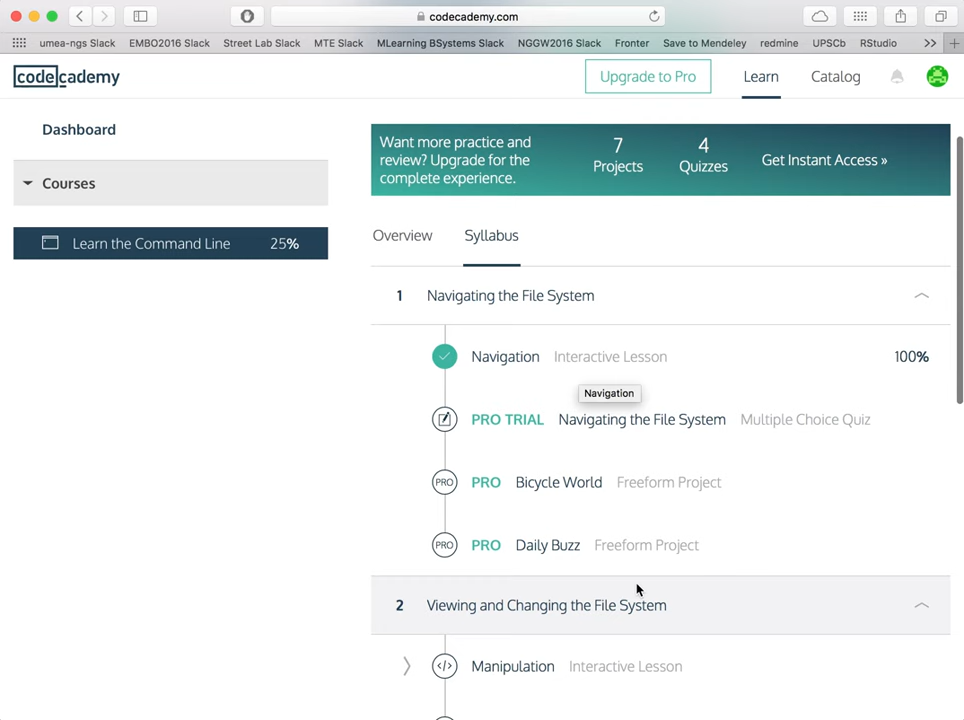 codecademy.com
umea-ngs Slack EMBO2016 Slack Street Lab Slack MTE Slack MLearning BSystems Slack NGGW2016 Slack Fronter Save to Mendeley redmine UPSCb RStudio
codecademy
Upgrade to Pro
Learn
Catalog
Dashboard
Courses
Learn the Command Line 25%
Want more practice and
review? Upgrade for the
complete experience.
7
Projects
4
Quizzes
Get Instant Access »
Overview
Syllabus
1 Navigating the File System
Navigation Interactive Lesson 100%
Navigation
PRO TRIAL Navigating the File System Multiple Choice Quiz
PRO PRO Bicycle World Freeform Project
PRO PRO Daily Buzz Freeform Project
2 Viewing and Changing the File System
</> Manipulation Interactive Lesson